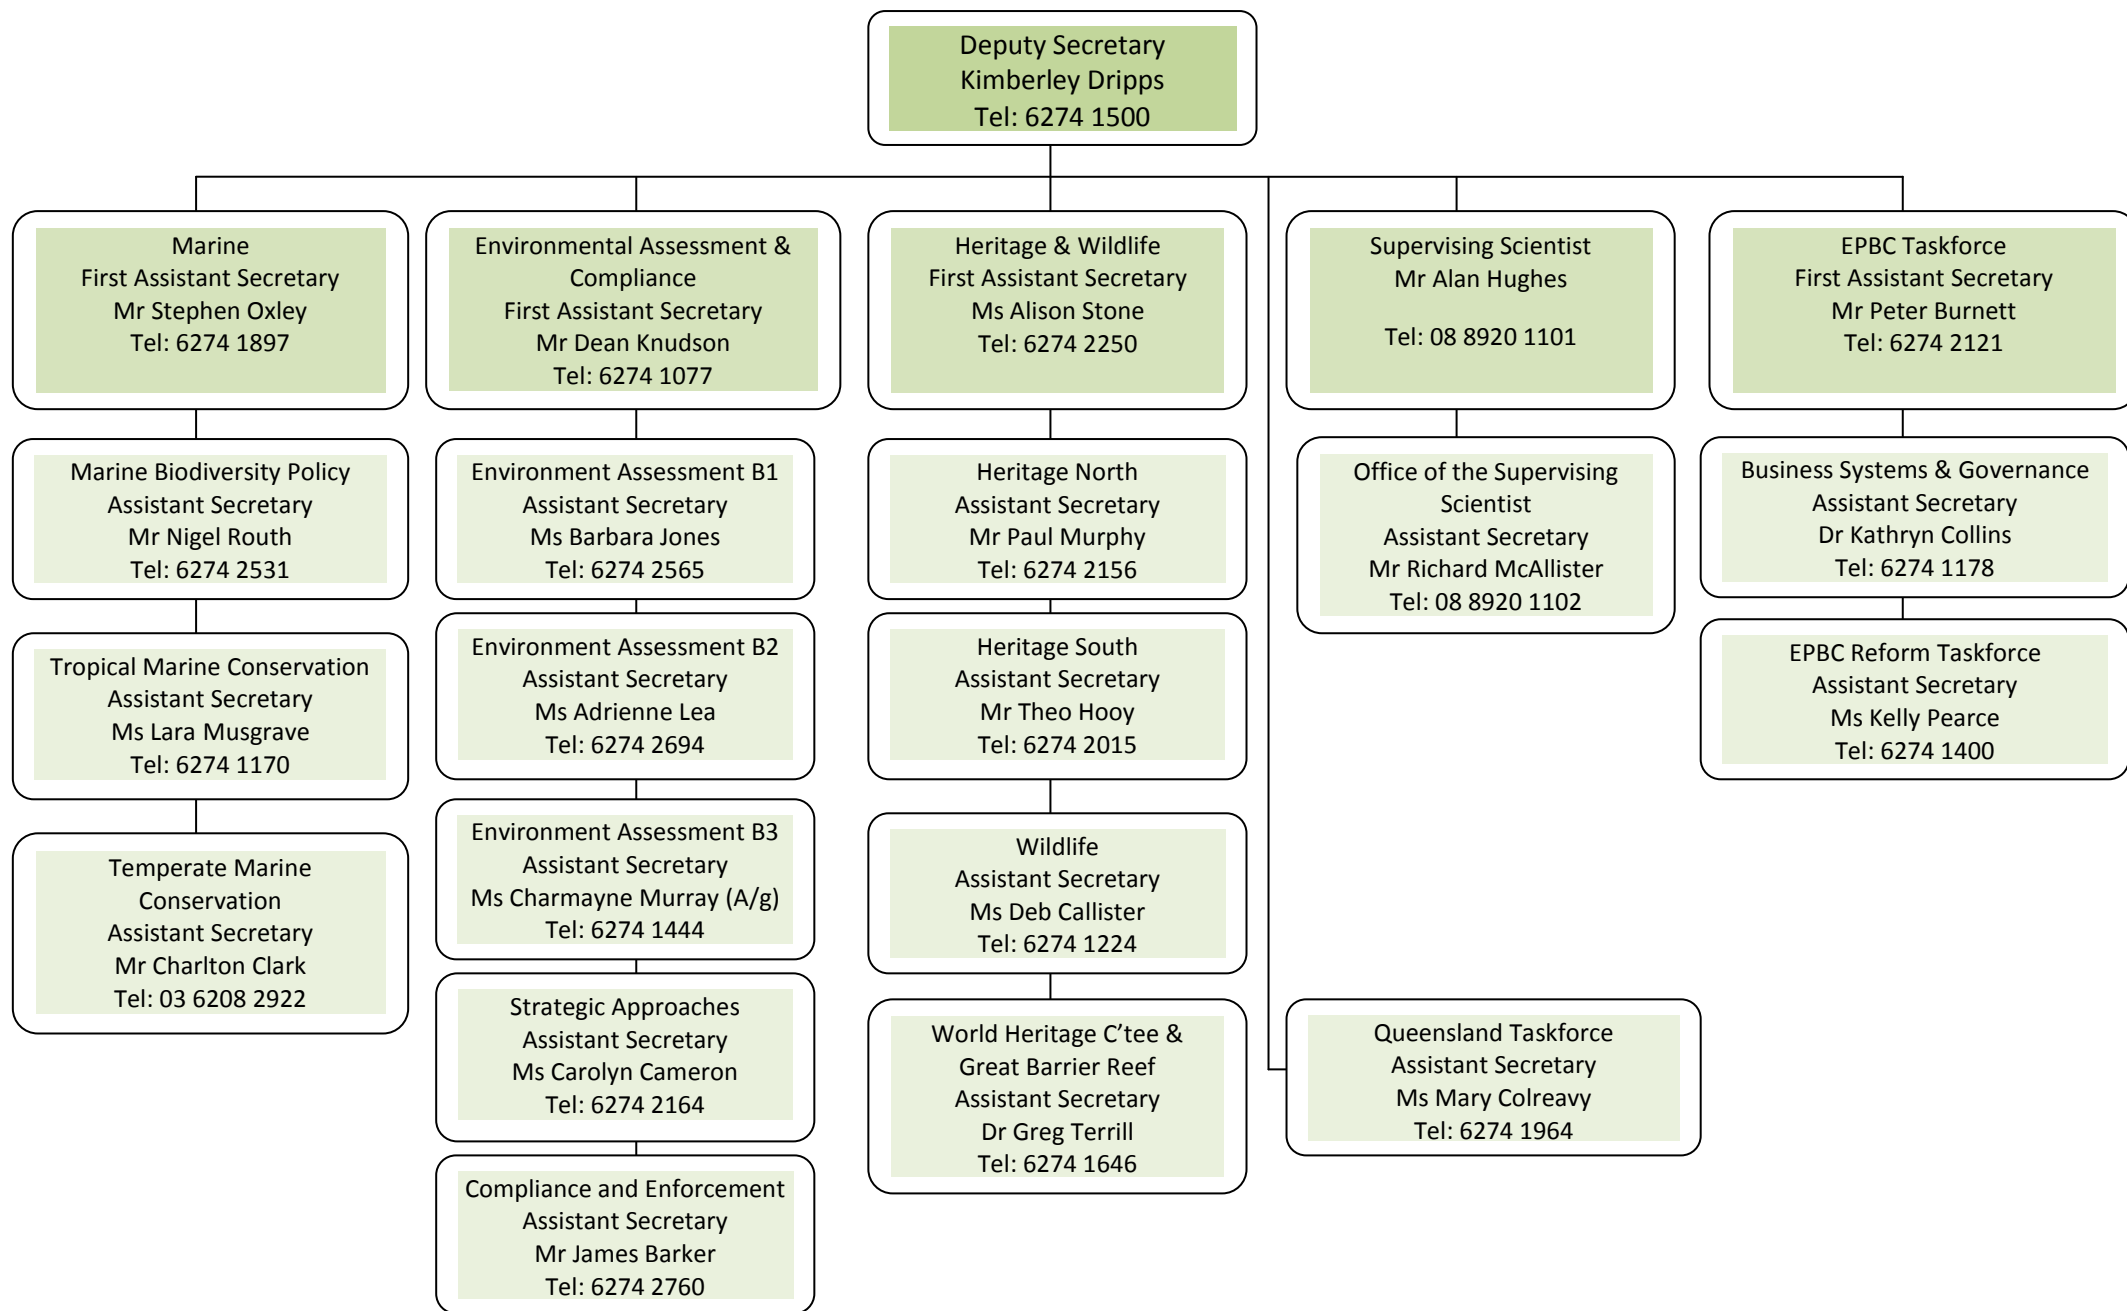 Deputy Secretary
Kimberley Dripps
Tel: 6274 1500
Marine
First Assistant Secretary
Mr Stephen Oxley
Tel: 6274 1897
Environmental Assessment &
Compliance
First Assistant Secretary
Mr Dean Knudson
Tel: 6274 1077
Heritage & Wildlife
First Assistant Secretary
Ms Alison Stone
Tel: 6274 2250
Supervising Scientist
Mr Alan Hughes
Tel: 08 8920 1101
EPBC Taskforce
First Assistant Secretary
Mr Peter Burnett
Tel: 6274 2121
Marine Biodiversity Policy
Assistant Secretary
Mr Nigel Routh
Tel: 6274 2531
Environment Assessment B1
Assistant Secretary
Ms Barbara Jones
Tel: 6274 2565
Heritage North
Assistant Secretary
Mr Paul Murphy
Tel: 6274 2156
Office of the Supervising
Scientist
Assistant Secretary
Mr Richard McAllister
Tel: 08 8920 1102
Business Systems & Governance
Assistant Secretary
Dr Kathryn Collins
Tel: 6274 1178
Tropical Marine Conservation
Assistant Secretary
Ms Lara Musgrave
Tel: 6274 1170
Environment Assessment B2
Assistant Secretary
Ms Adrienne Lea
Tel: 6274 2694
Heritage South
Assistant Secretary
Mr Theo Hooy
Tel: 6274 2015
EPBC Reform Taskforce
Assistant Secretary
Ms Kelly Pearce
Tel: 6274 1400
Temperate Marine
Conservation
Assistant Secretary
Mr Charlton Clark
Tel: 03 6208 2922
Environment Assessment B3
Assistant Secretary
Ms Charmayne Murray (A/g)
Tel: 6274 1444
Wildlife
Assistant Secretary
Ms Deb Callister
Tel: 6274 1224
Strategic Approaches
Assistant Secretary
Ms Carolyn Cameron
Tel: 6274 2164
World Heritage C’tee &
Great Barrier Reef
Assistant Secretary
Dr Greg Terrill
Tel: 6274 1646
Queensland Taskforce
Assistant Secretary
Ms Mary Colreavy
Tel: 6274 1964
Compliance and Enforcement
Assistant Secretary
Mr James Barker
Tel: 6274 2760